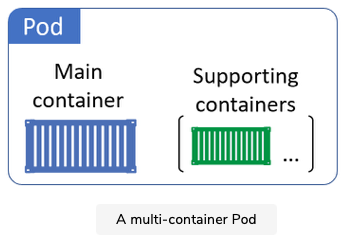 Pod
Main
container
Supporting
containers
...
A multi-container Pod